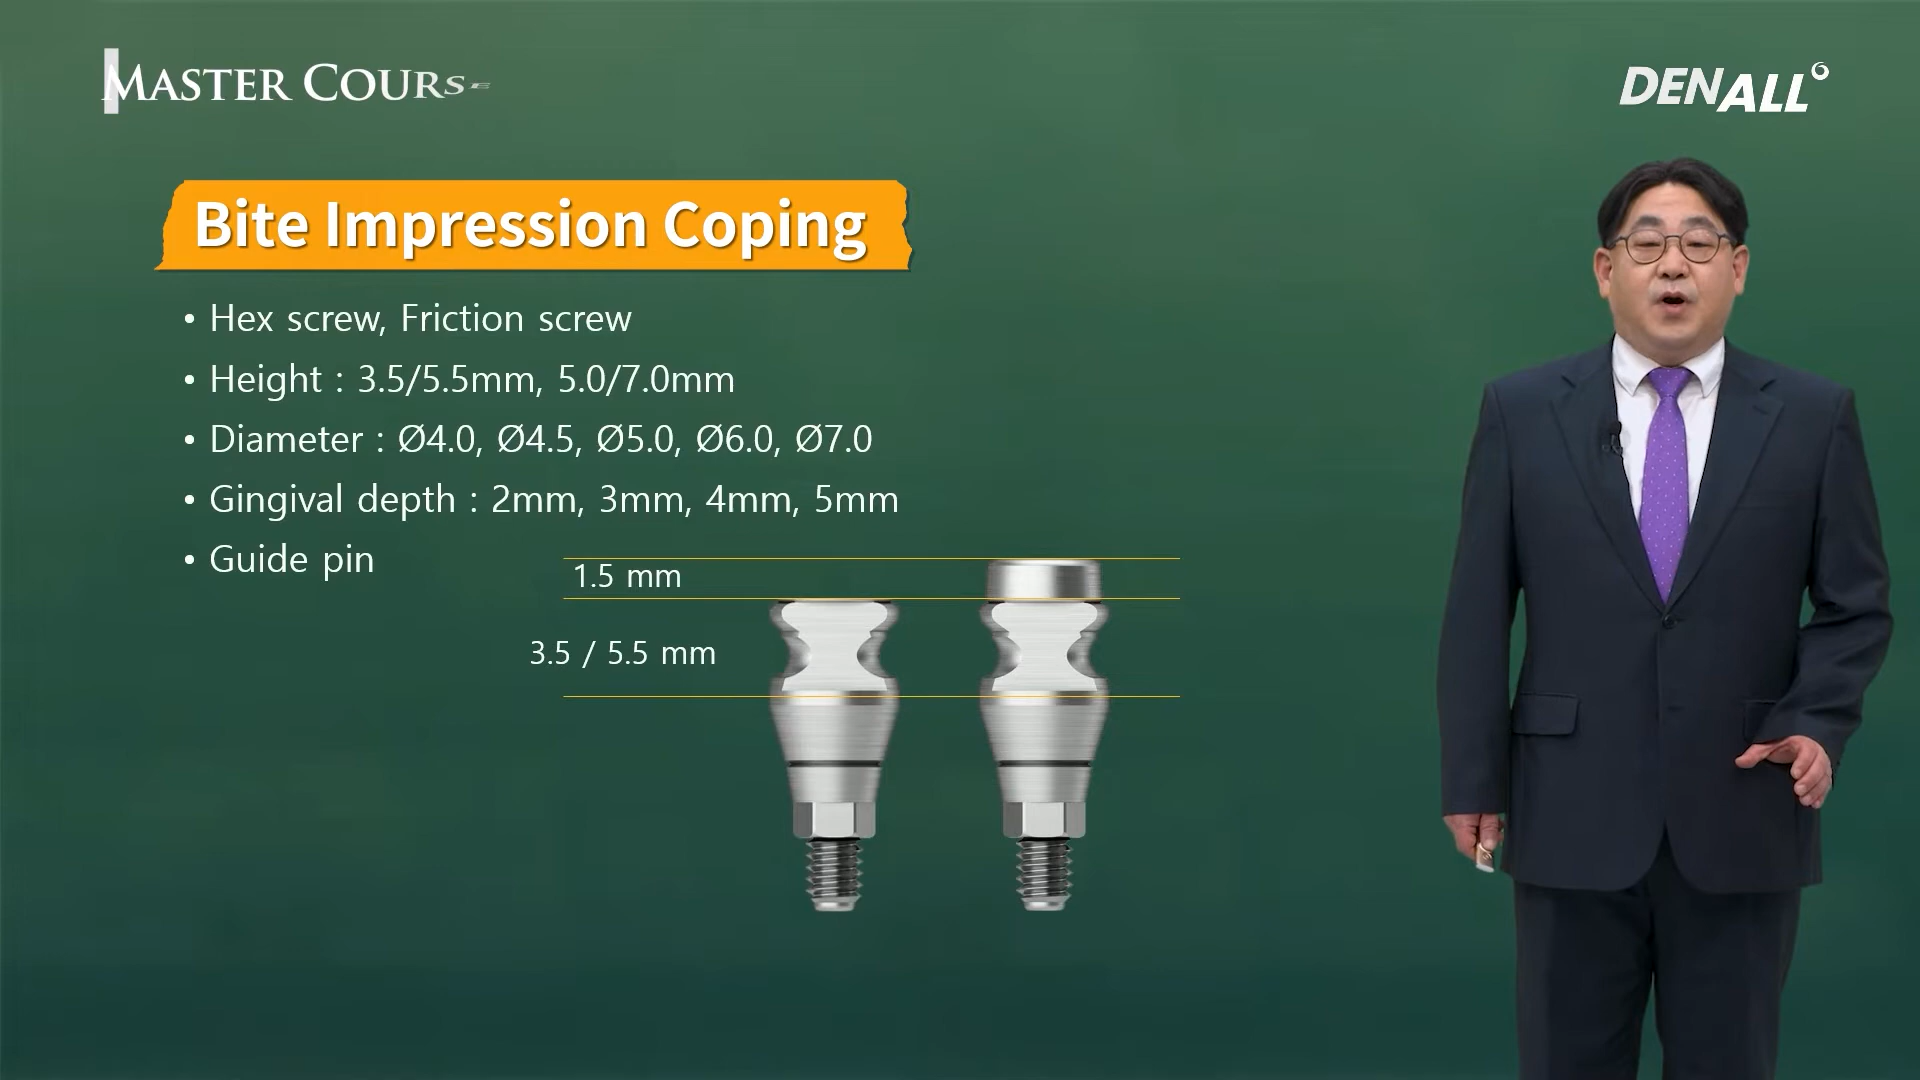 MASTER COURSE
DENALL
Bite Impression Coping
• Hex screw, Friction screw
• Height : 3.5/5.5mm, 5.0/7.0mm
• Diameter : Ø4.0, Ø4.5, Ø5.0, Ø6.0, Ø7.0
• Gingival depth : 2mm, 3mm, 4mm, 5mm
• Guide pin
1.5 mm
3.5 / 5.5 mm